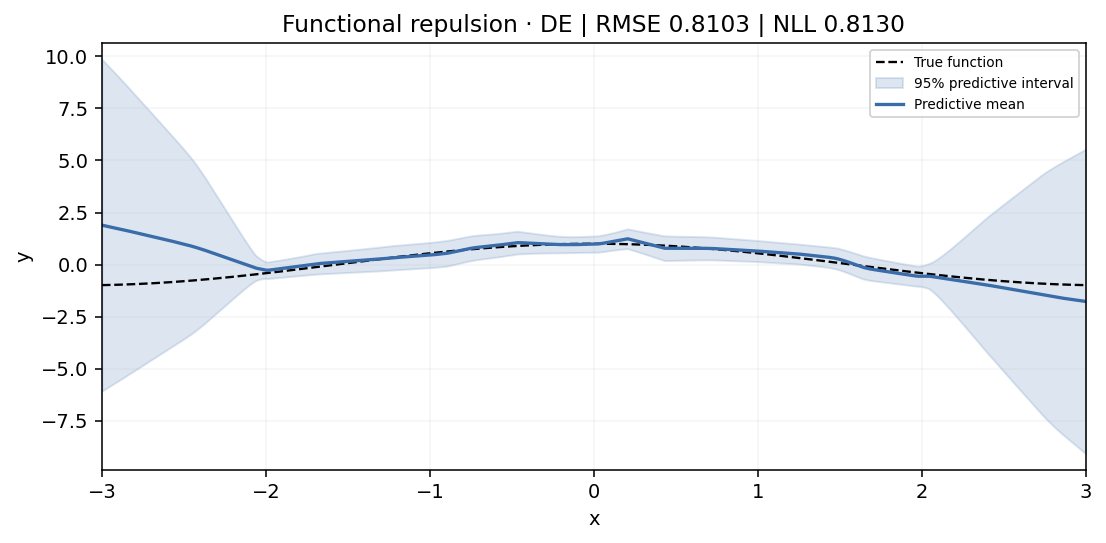 Functional repulsion · DE | RMSE 0.8103 | NLL 0.8130
True function
95% predictive interval
Predictive mean
10.0
7.5
5.0
2.5
0.0
−2.5
−5.0
−7.5
y
−3
−2
−1
0
1
2
3
x